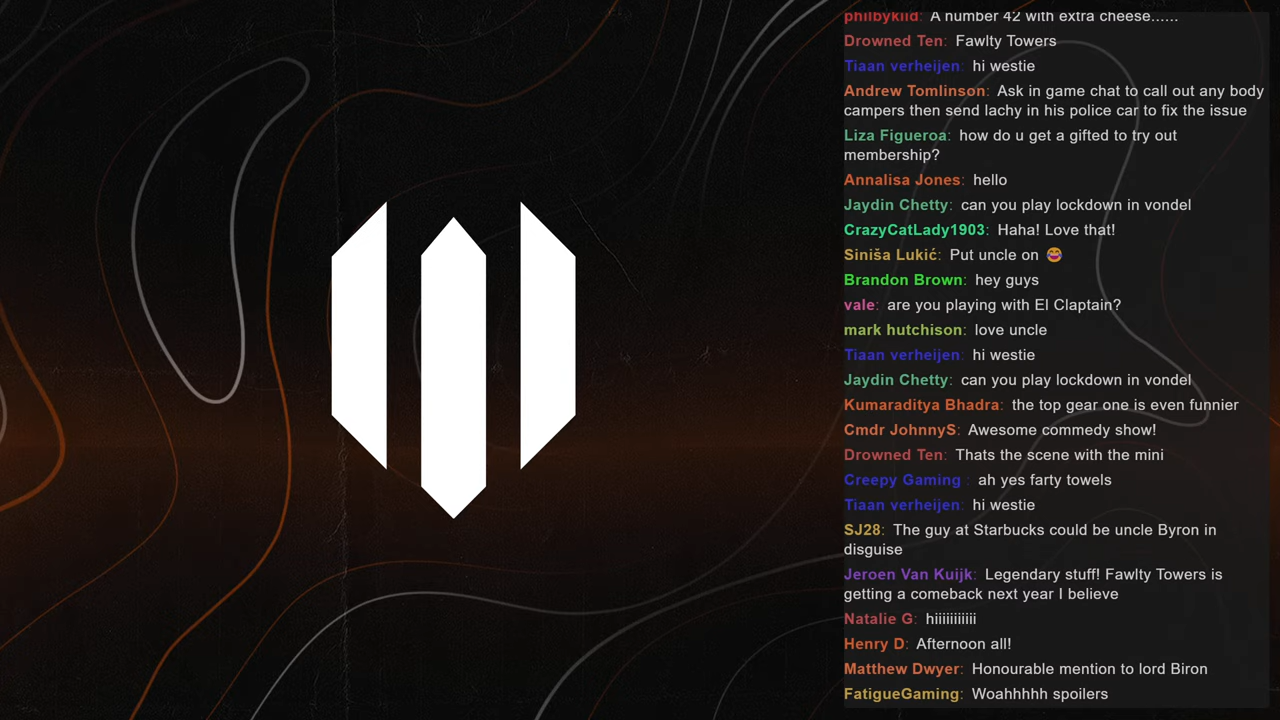 philbykiid: A number 42 with extra cheese......
Drowned Ten: Fawlty Towers
Tiaan verheijen: hi westie
Andrew Tomlinson: Ask in game chat to call out any body
campers then send lachy in his police car to fix the issue
Liza Figueroa: how do u get a gifted to try out
membership?
Annalisa Jones: hello
Jaydin Chetty: can you play lockdown in vondel
CrazyCatLady1903: Haha! Love that!
Siniša Lukić: Put uncle on 😂
Brandon Brown: hey guys
vale: are you playing with El Claptain?
mark hutchison: love uncle
Tiaan verheijen: hi westie
Jaydin Chetty: can you play lockdown in vondel
Kumaraditya Bhadra: the top gear one is even funnier
Cmdr JohnnyS: Awesome commedy show!
Drowned Ten: Thats the scene with the mini
Creepy Gaming : ah yes farty towels
Tiaan verheijen: hi westie
SJ28: The guy at Starbucks could be uncle Byron in
disguise
Jeroen Van Kuijk: Legendary stuff! Fawlty Towers is
getting a comeback next year I believe
Natalie G: hiiiiiiiiiii
Henry D: Afternoon all!
Matthew Dwyer: Honourable mention to lord Biron
FatigueGaming: Woahhhhh spoilers